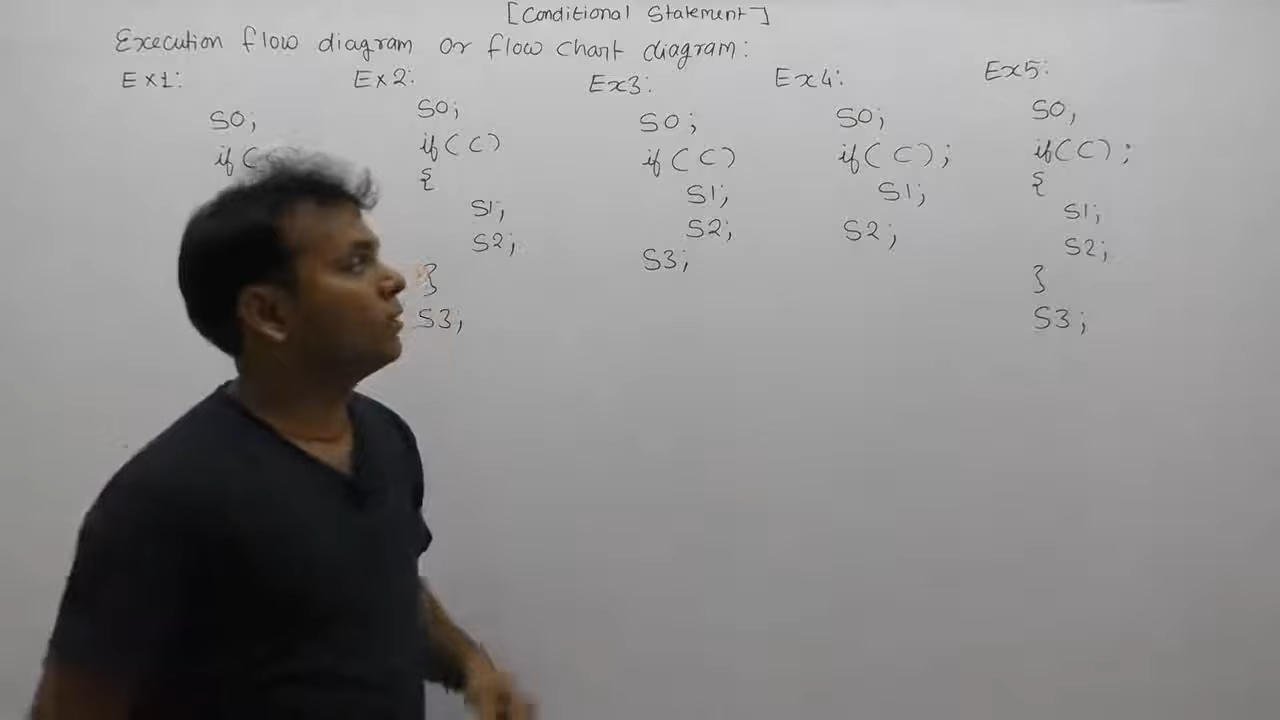 [Conditional Statement]
Execution flow diagram or flow chart diagram:
Ex1:
S0;
if(C
Ex2:
S0;
if(C)
{
S1;
S2;
}
S3;
Ex3:
S0;
if(C)
S1;
S2;
S3;
Ex4:
S0;
if(C);
S1;
S2;
Ex5:
S0;
if(C);
{
S1;
S2;
}
S3;